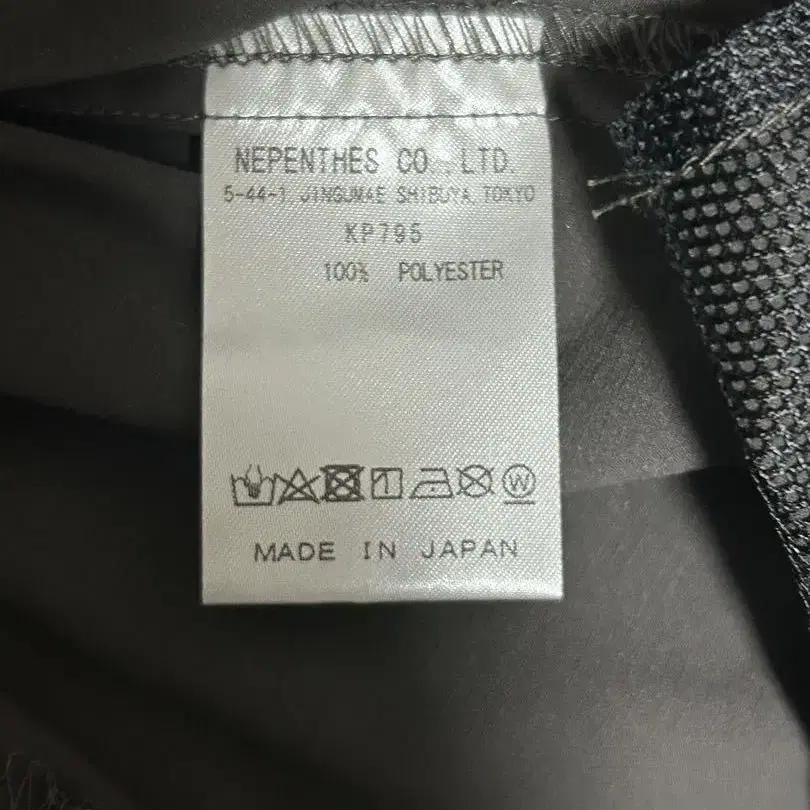 NEPENTHES CO.,LTD.
5-44-1 JINGUMAE SHIBUYA, TOKYO
KP795
100% POLYESTER
W
MADE IN JAPAN